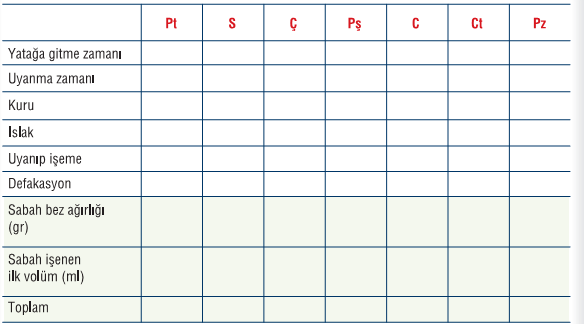 Pt S Ç Pş C Ct Pz
Yatağa gitme zamanı
Uyanma zamanı
Kuru
Islak
Uyanıp işeme
Defakasyon
Sabah bez ağırlığı
(gr)
Sabah işenen
ilk volüm (ml)
Toplam